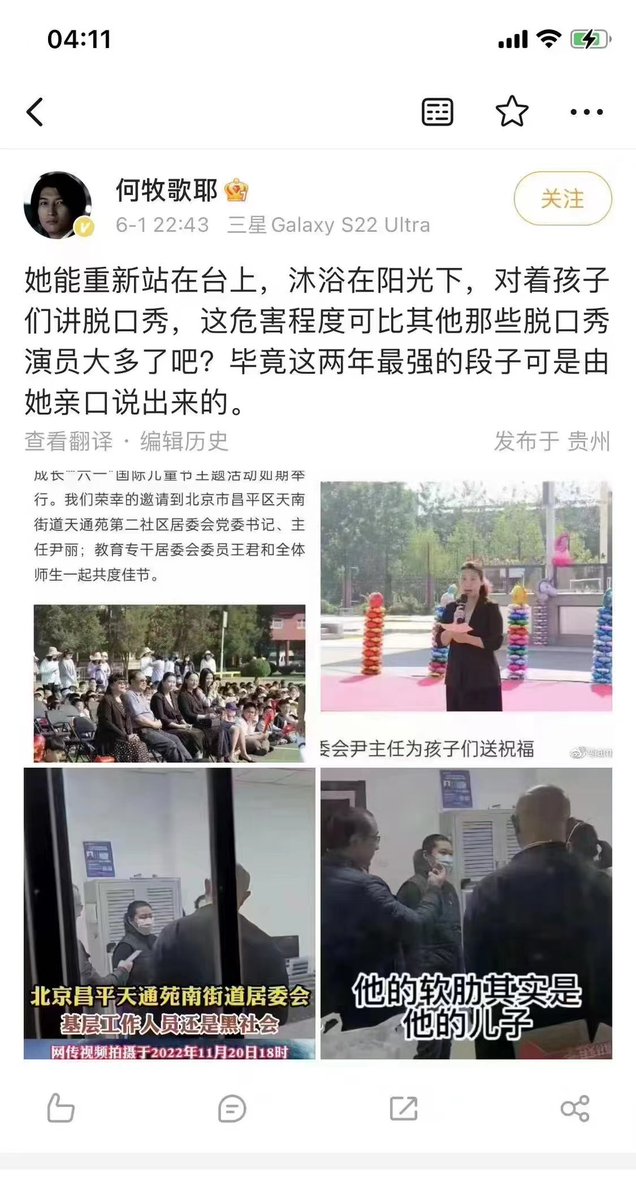 04:11
何牧歌耶
6-1 22:43 三星Galaxy S22 Ultra
关注
她能重新站在台上，沐浴在阳光下，对着孩子
们讲脱口秀，这危害程度可比其他那些脱口秀
演员大多了吧？毕竟这两年最强的段子可是由
她亲口说出来的。
查看翻译 · 编辑历史
发布于 贵州
成长“六一”国际儿童节主题活动如期举
行。我们荣幸的邀请到北京市昌平区天南
街道天通苑第二社区居委会党委书记、主
任尹丽；教育专干居委会委员王君和全体
师生一起共度佳节。
委会尹主任为孩子们送祝福
北京昌平天通苑南街道居委会
基层工作人员还是黑社会
网传视频拍摄于2022年11月20日18时
他的软肋其实是
他的儿子